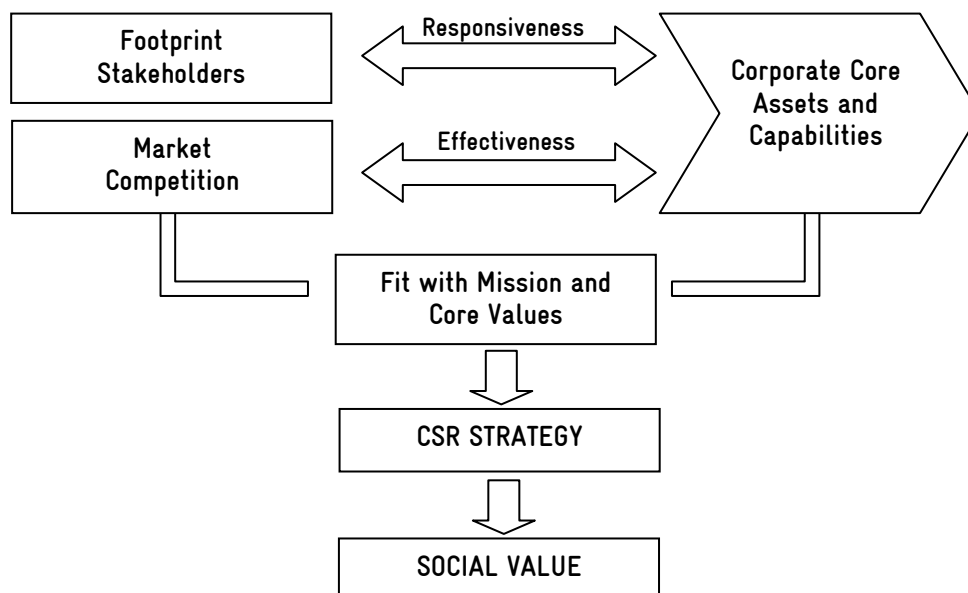 Footprint
Stakeholders
Responsiveness
Corporate Core
Assets and
Capabilities
Market
Competition
Effectiveness
Fit with Mission and
Core Values
CSR STRATEGY
SOCIAL VALUE